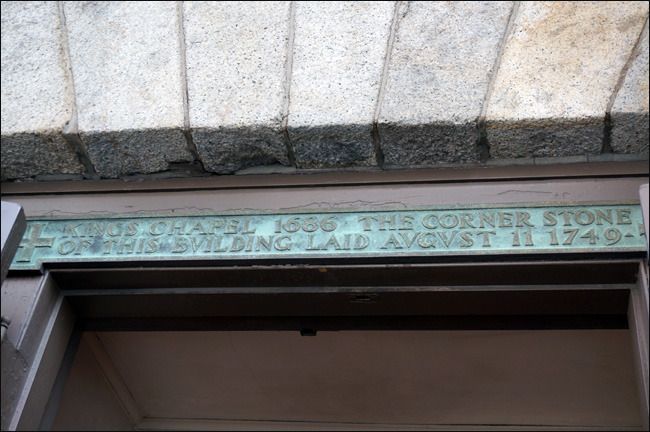 KINGS CHAPEL 1686 THE CORNER STONE
OF THIS BVILDING LAID AVGVST 11 1749